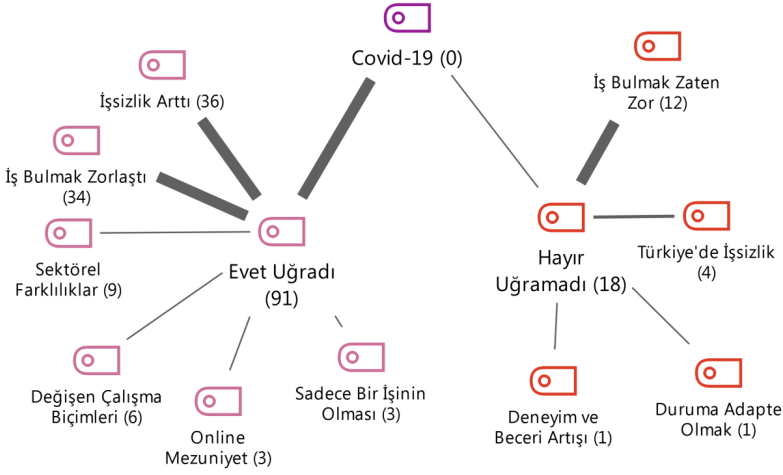 Covid-19 (0)
İşsizlik Arttı (36)
İş Bulmak Zorlaştı
(34)
Sektörel
Farklılıklar (9)
Evet Uğradı
(91)
Değişen Çalışma
Biçimleri (6)
Online
Mezuniyet (3)
Sadece Bir İşinin
Olması (3)
İş Bulmak Zaten
Zor (12)
Hayır
Uğramadı (18)
Türkiye'de İşsizlik
(4)
Deneyim ve
Beceri Artışı (1)
Duruma Adapte
Olmak (1)